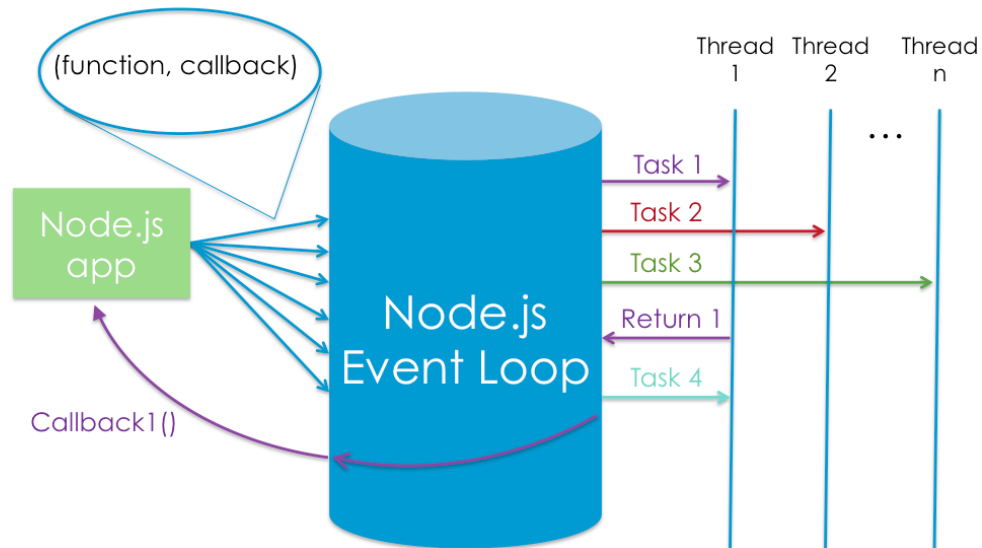 (function, callback)
Thread
1
Thread
2
...
Thread
n
Node.js
app
Node.js
Event Loop
Task 1
Task 2
Task 3
Return 1
Task 4
Callback1()